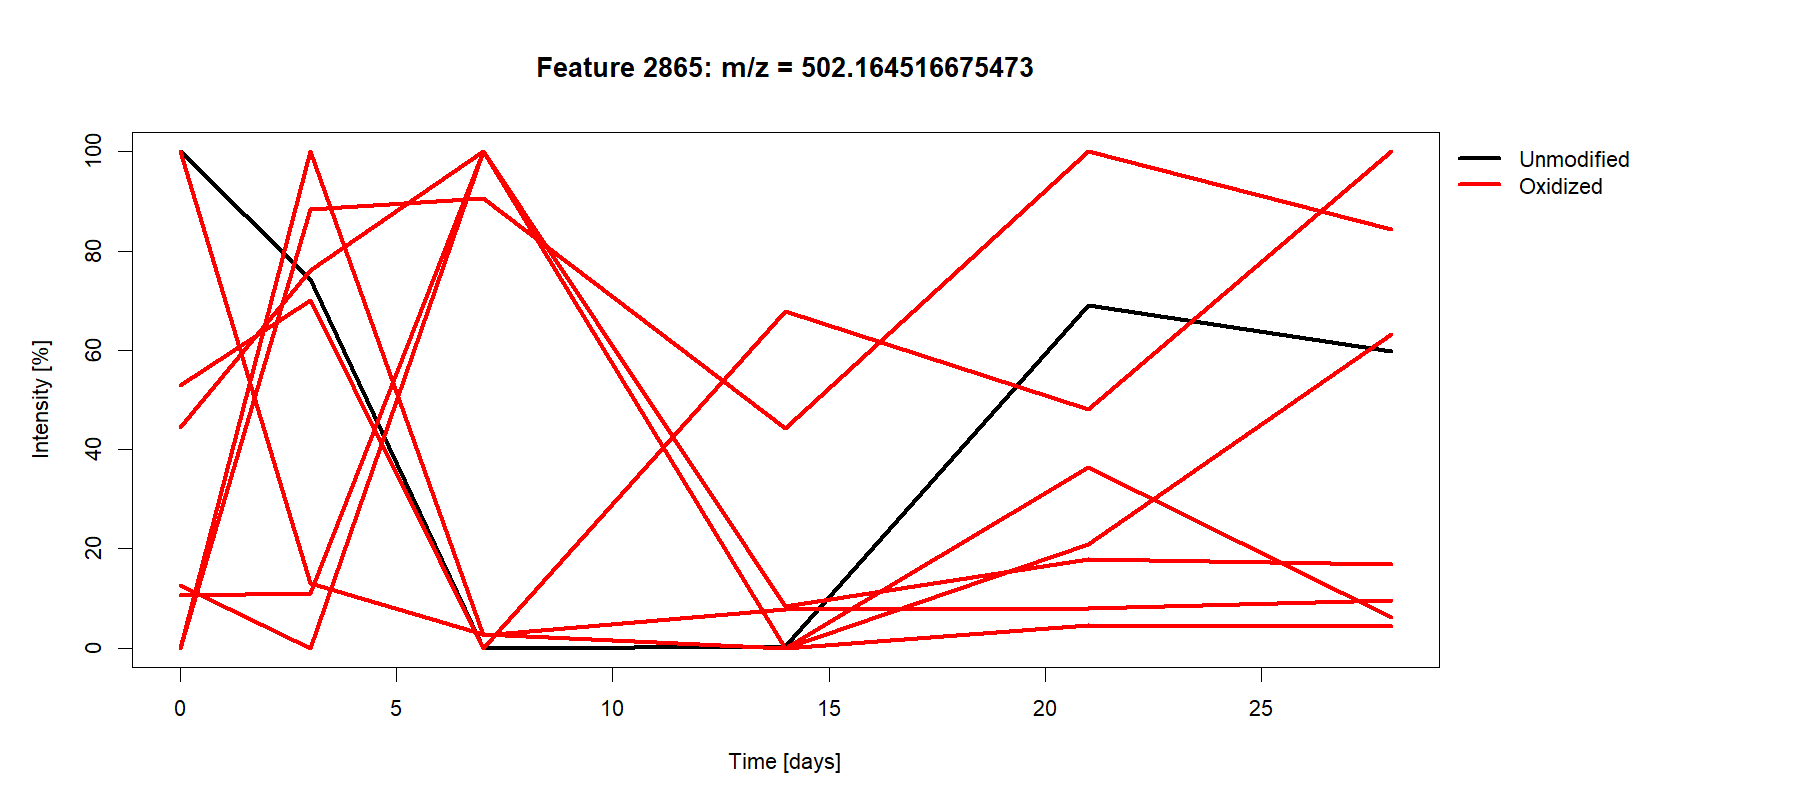 Feature 2865: m/z = 502.164516675473
Unmodified
Oxidized
Intensity [%]
100
80
60
40
20
0
0 5 10 15 20 25
Time [days]